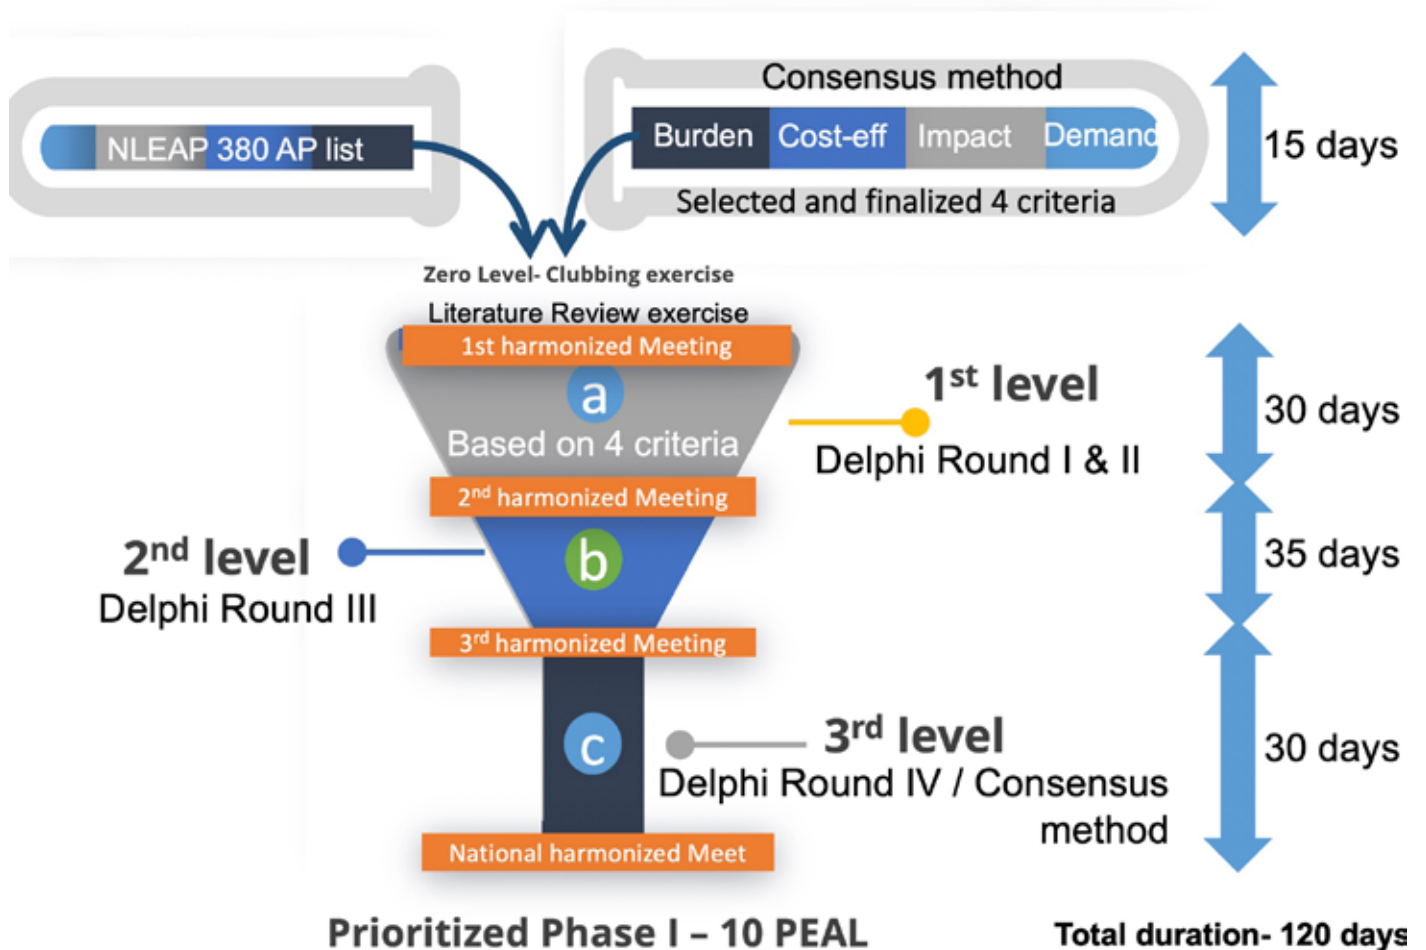 Consensus method
NLEAP 380 AP list
Burden Cost-eff Impact Demand
15 days
Selected and finalized 4 criteria
Zero Level- Clubbing exercise
Literature Review exercise
1st harmonized Meeting
a
Based on 4 criteria
1st level
Delphi Round I & II
30 days
2nd harmonized Meeting
2nd level
Delphi Round III
b
35 days
3rd harmonized Meeting
c
3rd level
Delphi Round IV / Consensus
method
30 days
National harmonized Meet
Prioritized Phase I – 10 PEAL
Total duration- 120 days